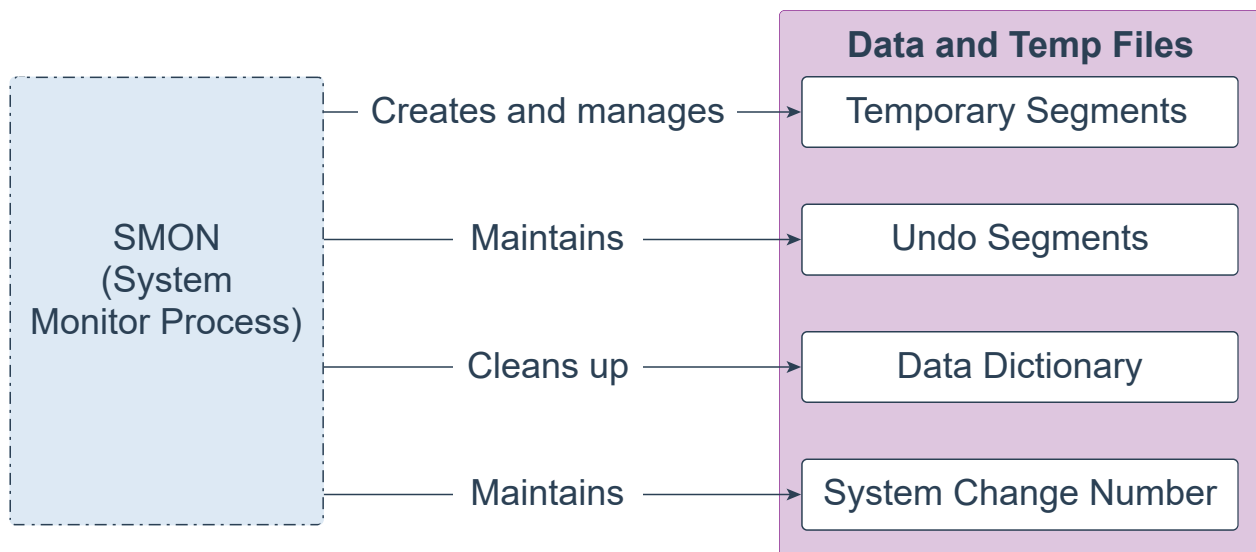 Data and Temp Files
Creates and manages
Temporary Segments
SMON
(System
Monitor Process)
Maintains
Undo Segments
Cleans up
Data Dictionary
Maintains
System Change Number